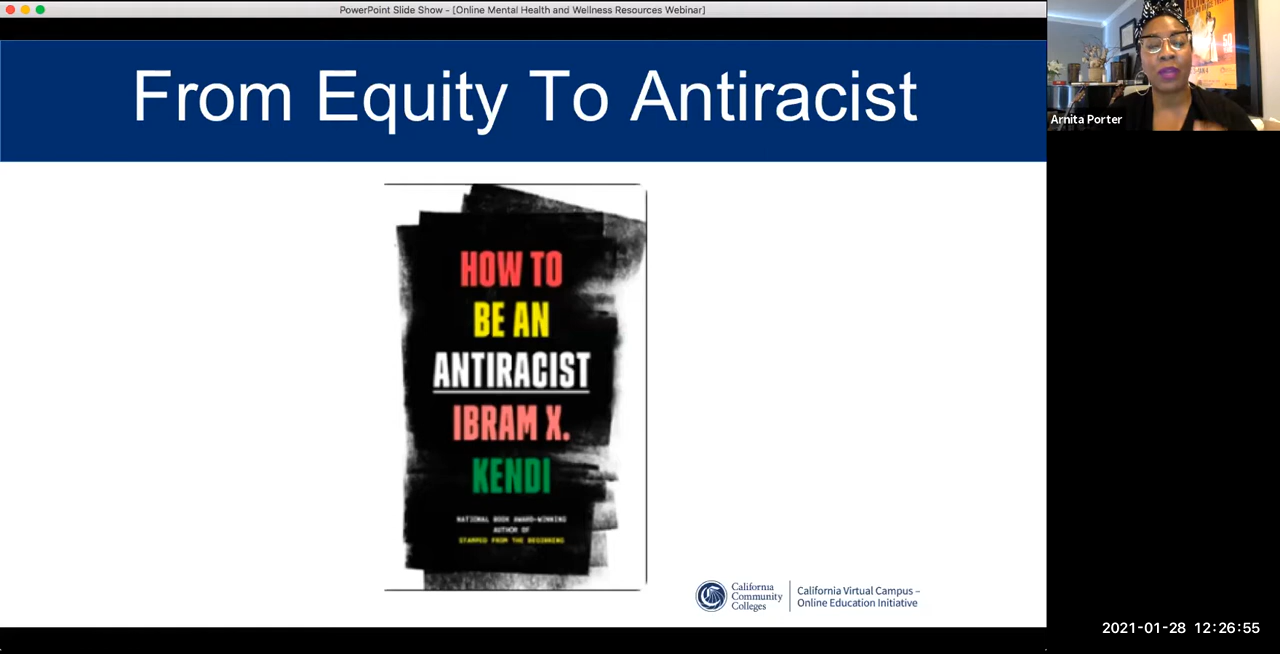 PowerPoint Slide Show - [Online Mental Health and Wellness Resources Webinar]
From Equity To Antiracist
HOW TO
BE AN
ANTIRACIST
IBRAM X.
KENDI
NATIONAL BOOK AWARD-WINNING
AUTHOR OF
STAMPED FROM THE BEGINNING
California
Community
Colleges
California Virtual Campus –
Online Education Initiative
Arnita Porter
2021-01-28 12:26:55